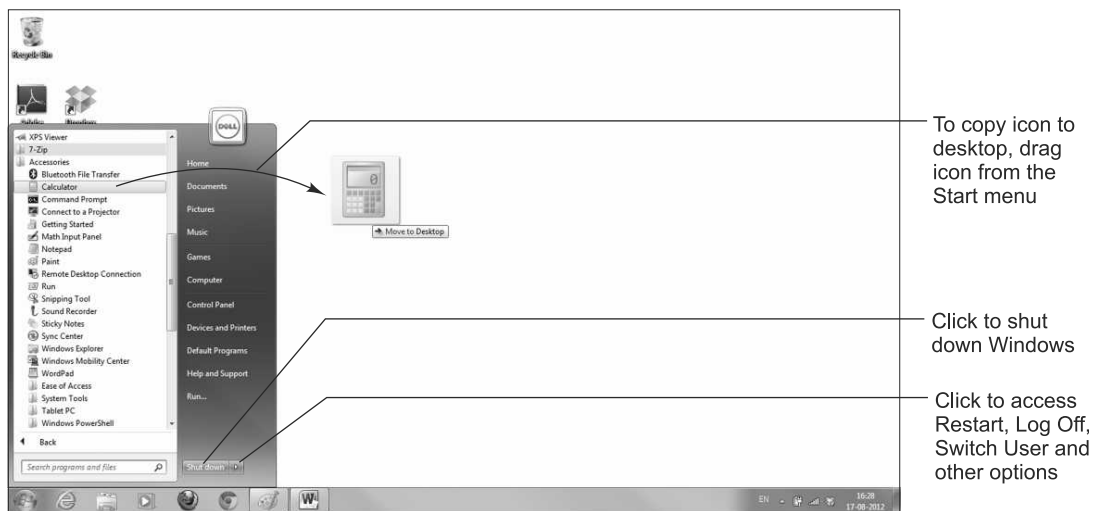 Recycle Bin
DELL
XPS Viewer
7-Zip
Accessories
Bluetooth File Transfer
Calculator
Command Prompt
Connect to a Projector
Getting Started
Math Input Panel
Notepad
Paint
Remote Desktop Connection
Run
Snipping Tool
Sound Recorder
Sticky Notes
Sync Center
Windows Explorer
Windows Mobility Center
WordPad
Ease of Access
System Tools
Tablet PC
Windows PowerShell
Back
Search programs and files
Home
Documents
Pictures
Music
Games
Computer
Control Panel
Devices and Printers
Default Programs
Help and Support
Run...
Shut down
0
Move to Desktop
To copy icon to
desktop, drag
icon from the
Start menu
Click to shut
down Windows
Click to access
Restart, Log Off,
Switch User and
other options
W
EN
16:28
17-08-2012